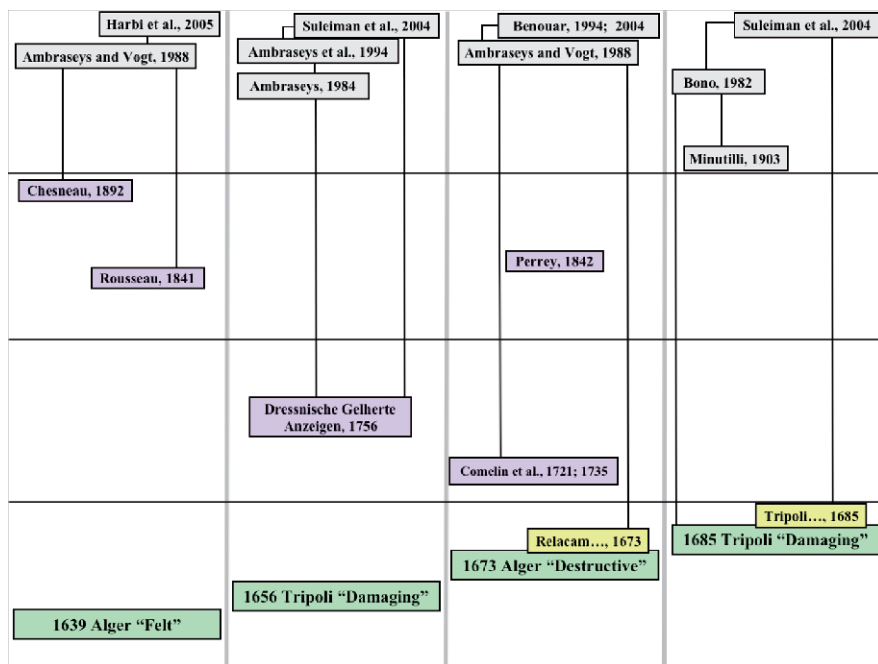 Harbi et al., 2005
Ambraseys and Vogt, 1988
Chesneau, 1892
Rousseau, 1841
1639 Alger “Felt”
Suleiman et al., 2004
Ambraseys et al., 1994
Ambraseys, 1984
Dressnische Gelherte
Anzeigen, 1756
1656 Tripoli “Damaging”
Benouar, 1994; 2004
Ambraseys and Vogt, 1988
Perrey, 1842
Comelin et al., 1721; 1735
Relacam…, 1673
1673 Alger “Destructive”
Suleiman et al., 2004
Bono, 1982
Minutilli, 1903
Tripoli…, 1685
1685 Tripoli “Damaging”